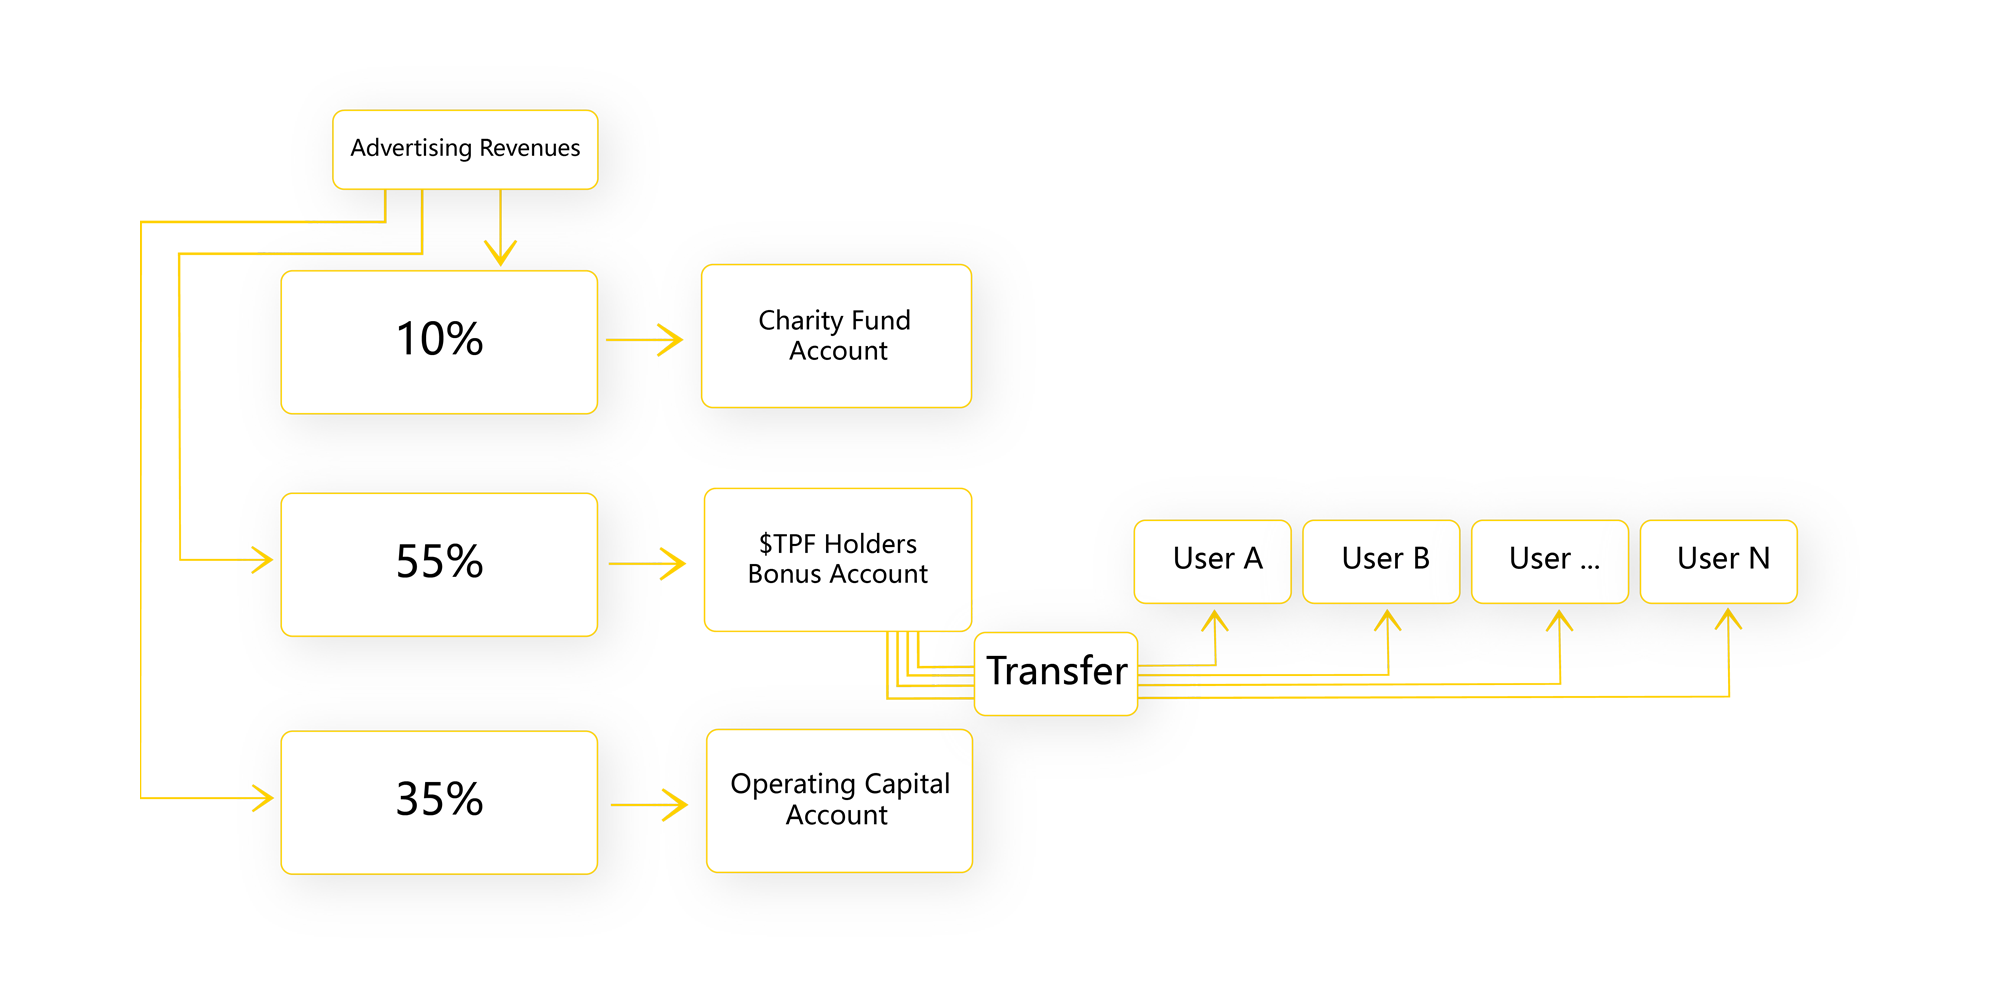 Advertising Revenues
10%
Charity Fund
Account
55%
$TPF Holders
Bonus Account
User A
User B
User ...
User N
Transfer
35%
Operating Capital
Account